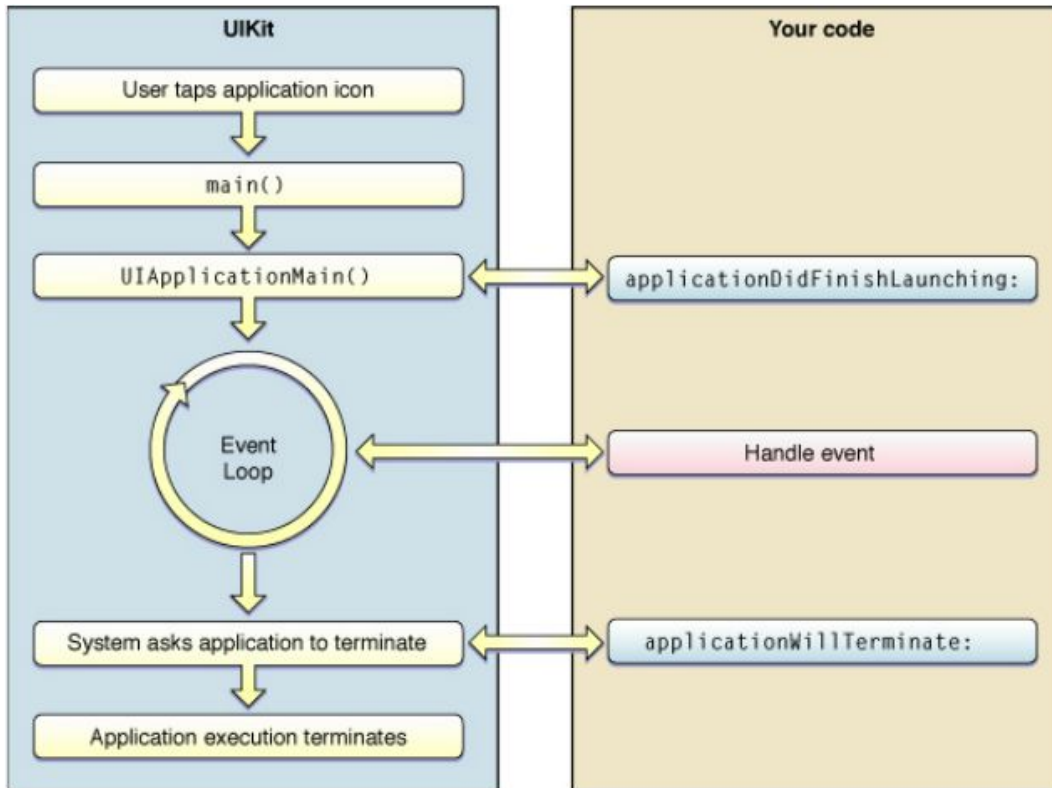 UIKit
User taps application icon
main()
UIApplicationMain()
Event
Loop
System asks application to terminate
Application execution terminates
Your code
applicationDidFinishLaunching:
Handle event
applicationWillTerminate: